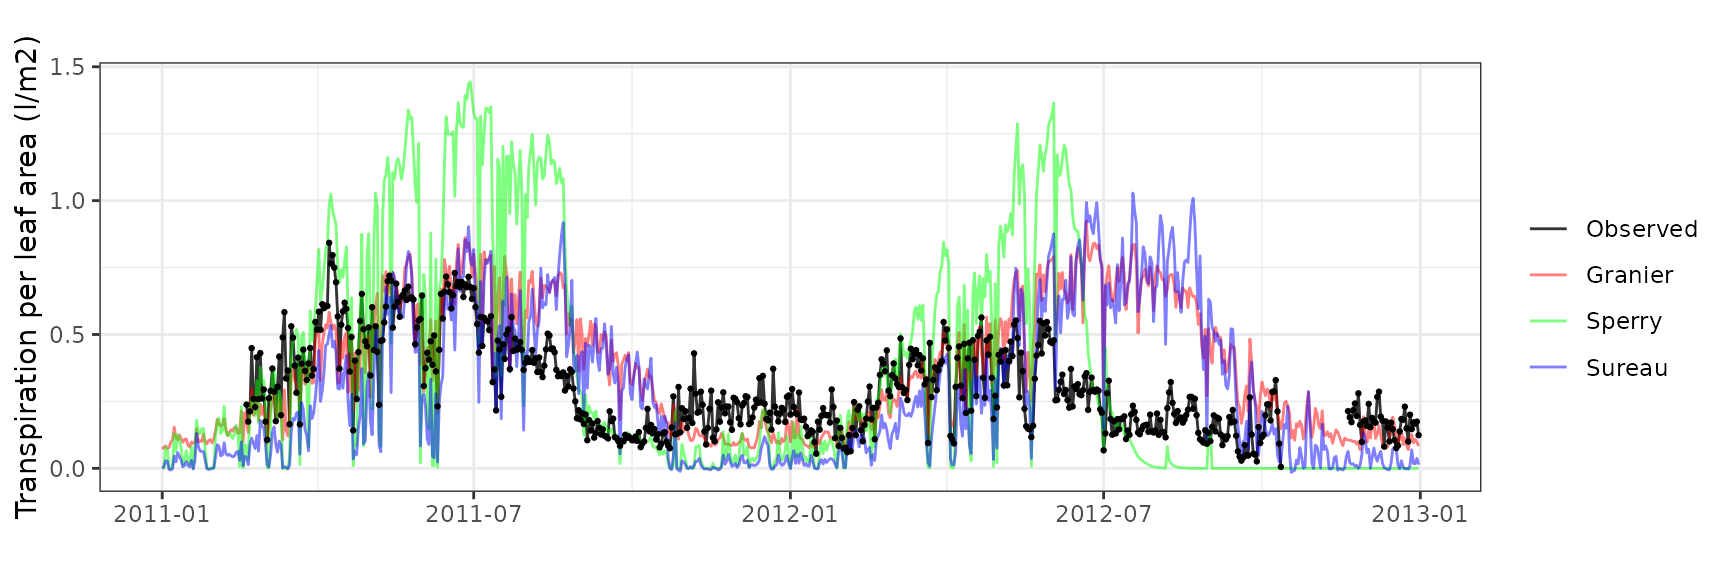 Transpiration per leaf area (l/m2)
1.5
1.0
0.5
0.0
2011-01
2011-07
2012-01
2012-07
2013-01
Observed
Granier
Sperry
Sureau